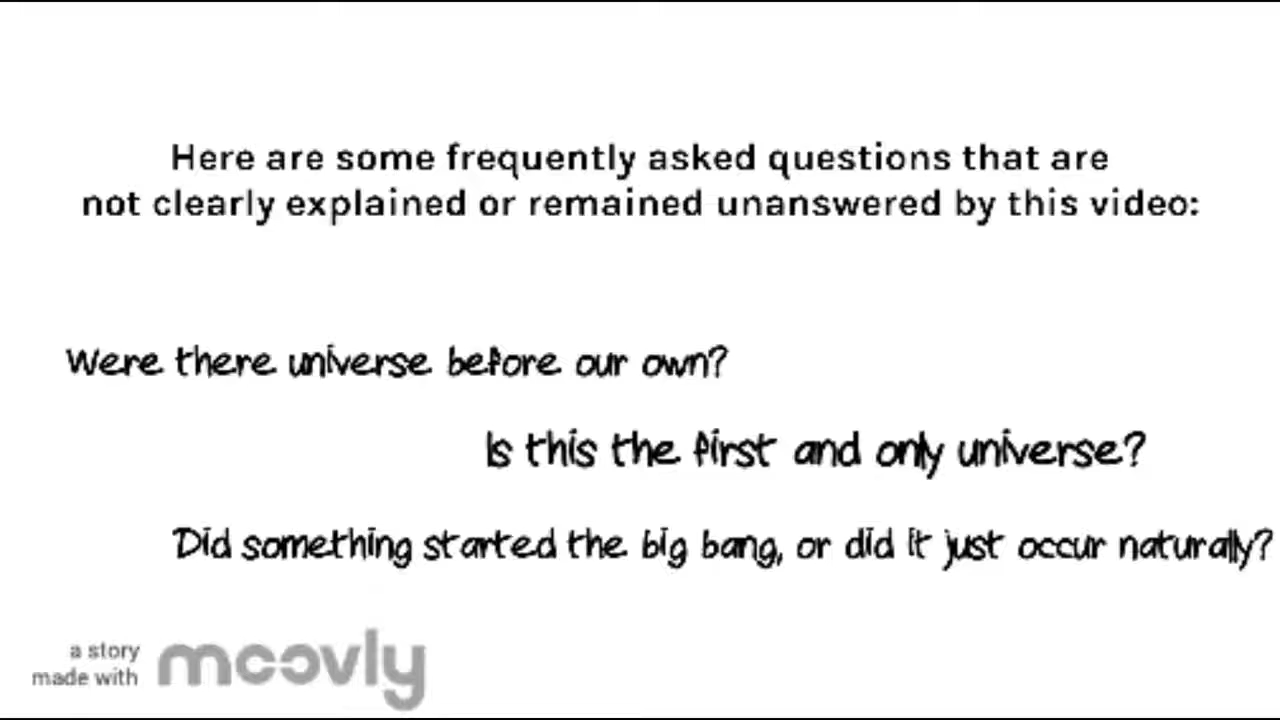 Here are some frequently asked questions that are
not clearly explained or remained unanswered by this video:
Were there universe before our own?
Is this the first and only universe?
Did something started the big bang, or did it just occur naturally?
a story
made with
moovly